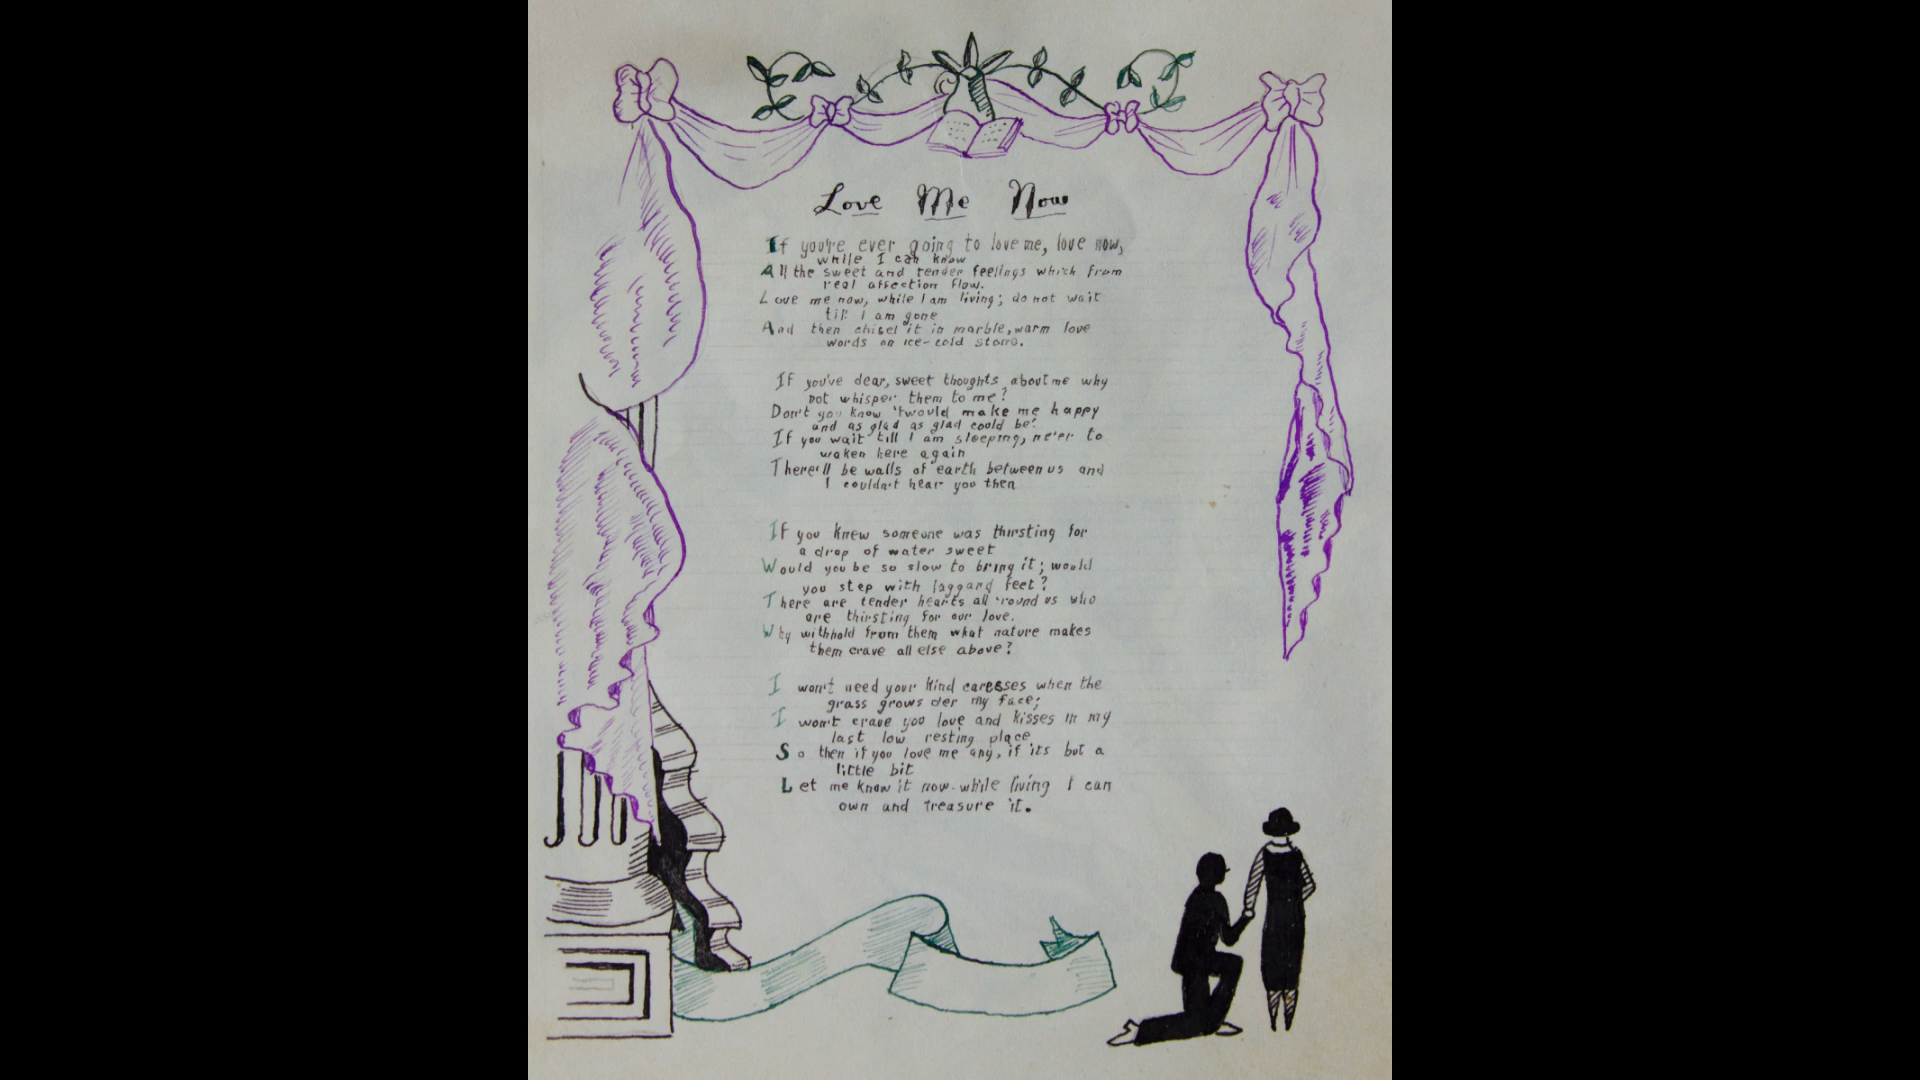 Love Me Now
If you're ever going to love me, love now,
while I can know
All the sweet and tender feelings which from
real affection flow.
Love me now, while I am living; do not wait
till I am gone
And then chisel it in marble, warm love
words on ice-cold stone.
If you've dear, sweet thoughts about me why
not whisper them to me?
Don't you know 'twould make me happy
and as glad as glad could be?
If you wait till I am sleeping, ne'er to
waken here again
There'll be walls of earth between us and
I couldn't hear you then
If you knew someone was thirsting for
a drop of water sweet
Would you be so slow to bring it; would
you step with laggard feet?
There are tender hearts all 'round us who
are thirsting for our love.
Why withhold from them what nature makes
them crave all else above?
I won't need your kind caresses when the
grass grows o'er my face;
I won't crave you love and kisses in my
last low resting place
So then if you love me any, if its but a
little bit
Let me know it now-while living I can
own and treasure it.